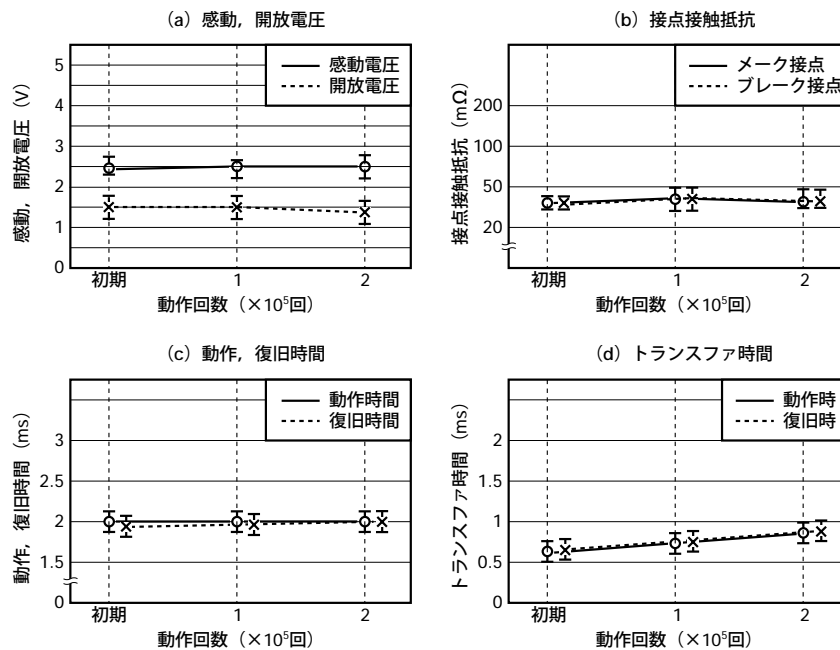 (a) 感動，開放電圧
感動，開放電圧 (V)
5
4
3
2
1
0
感動電圧
開放電圧
初期
1
2
動作回数（×10⁵回）
(b) 接点接触抵抗
接点接触抵抗 (mΩ)
200
100
50
20
メーク接点
ブレーク接点
初期
1
2
動作回数（×10⁵回）
(c) 動作，復旧時間
動作，復旧時間 (ms)
3
2.5
2
1.5
0
動作時間
復旧時間
初期
1
2
動作回数（×10⁵回）
(d) トランスファ時間
トランスファ時間 (ms)
2
1
0.5
0
動作時
復旧時
初期
1
2
動作回数（×10⁵回）